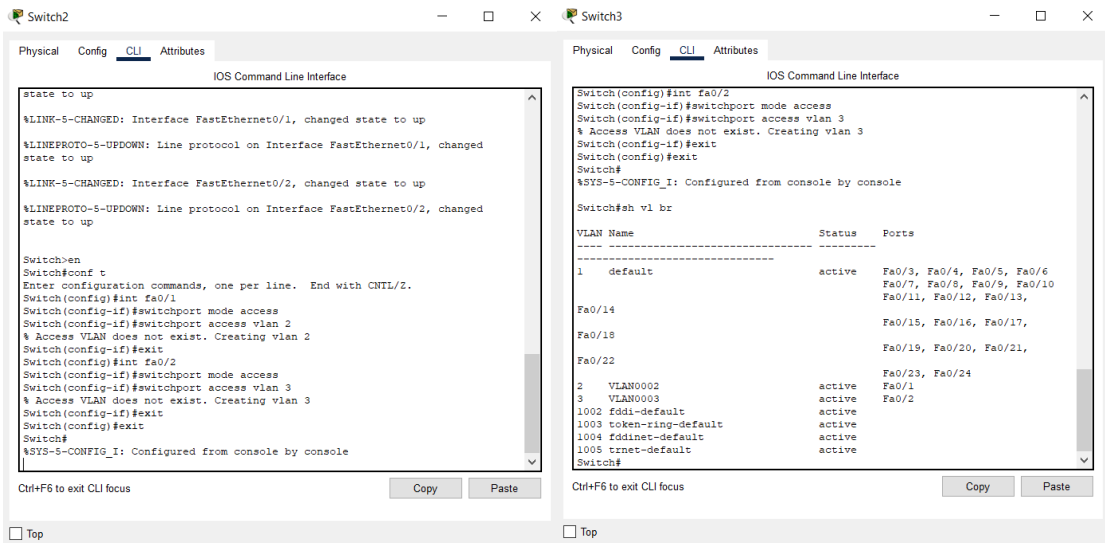 Switch2
Physical Config CLI Attributes
IOS Command Line Interface
state to up
%LINK-5-CHANGED: Interface FastEthernet0/1, changed state to up
%LINEPROTO-5-UPDOWN: Line protocol on Interface FastEthernet0/1, changed
state to up
%LINK-5-CHANGED: Interface FastEthernet0/2, changed state to up
%LINEPROTO-5-UPDOWN: Line protocol on Interface FastEthernet0/2, changed
state to up
Switch>en
Switch#conf t
Enter configuration commands, one per line.  End with CNTL/Z.
Switch(config)#int fa0/1
Switch(config-if)#switchport mode access
Switch(config-if)#switchport access vlan 2
% Access VLAN does not exist. Creating vlan 2
Switch(config-if)#exit
Switch(config)#int fa0/2
Switch(config-if)#switchport mode access
Switch(config-if)#switchport access vlan 3
% Access VLAN does not exist. Creating vlan 3
Switch(config-if)#exit
Switch(config)#exit
Switch#
%SYS-5-CONFIG_I: Configured from console by console
Ctrl+F6 to exit CLI focus
Copy Paste
Top
Switch3
Physical Config CLI Attributes
IOS Command Line Interface
Switch(config)#int fa0/2
Switch(config-if)#switchport mode access
Switch(config-if)#switchport access vlan 3
% Access VLAN does not exist. Creating vlan 3
Switch(config-if)#exit
Switch(config)#exit
Switch#
%SYS-5-CONFIG_I: Configured from console by console
Switch#sh vl br
VLAN Name                             Status    Ports
---- -------------------------------- ---------
-------------------------------
1    default                          active    Fa0/3, Fa0/4, Fa0/5, Fa0/6
Fa0/7, Fa0/8, Fa0/9, Fa0/10
Fa0/11, Fa0/12, Fa0/13,
Fa0/14
Fa0/15, Fa0/16, Fa0/17,
Fa0/18
Fa0/19, Fa0/20, Fa0/21,
Fa0/22
Fa0/23, Fa0/24
2    VLAN0002                         active    Fa0/1
3    VLAN0003                         active    Fa0/2
1002 fddi-default                     active
1003 token-ring-default               active
1004 fddinet-default                  active
1005 trnet-default                    active
Switch#
Ctrl+F6 to exit CLI focus
Copy Paste
Top